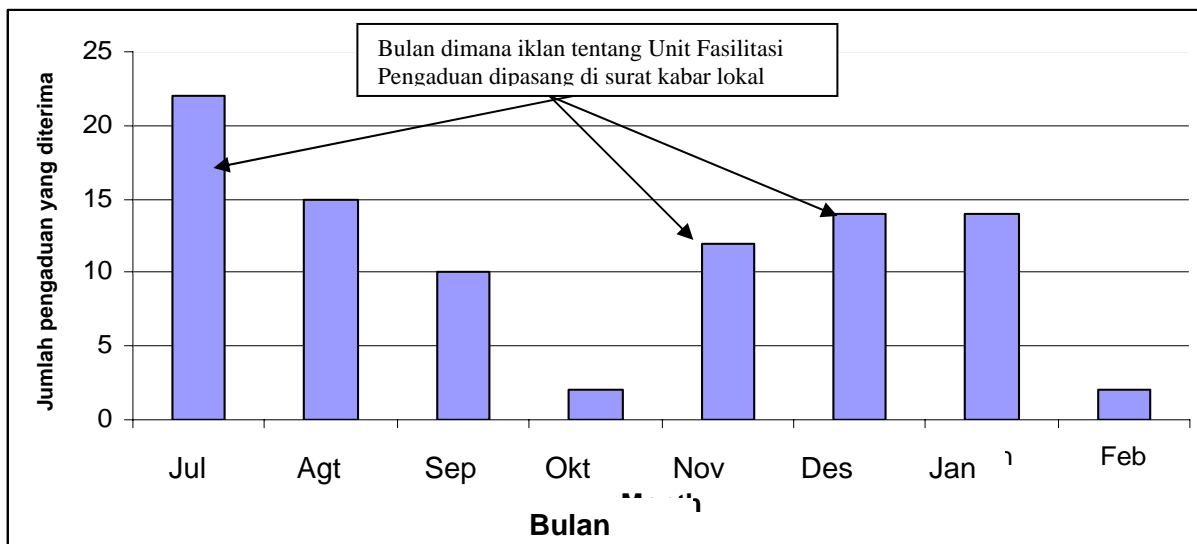 Bulan dimana iklan tentang Unit Fasilitasi
Pengaduan dipasang di surat kabar lokal
Jumlah pengaduan yang diterima
25
20
15
10
5
0
Jul Agt Sep Okt Nov Des Jan Feb
Bulan